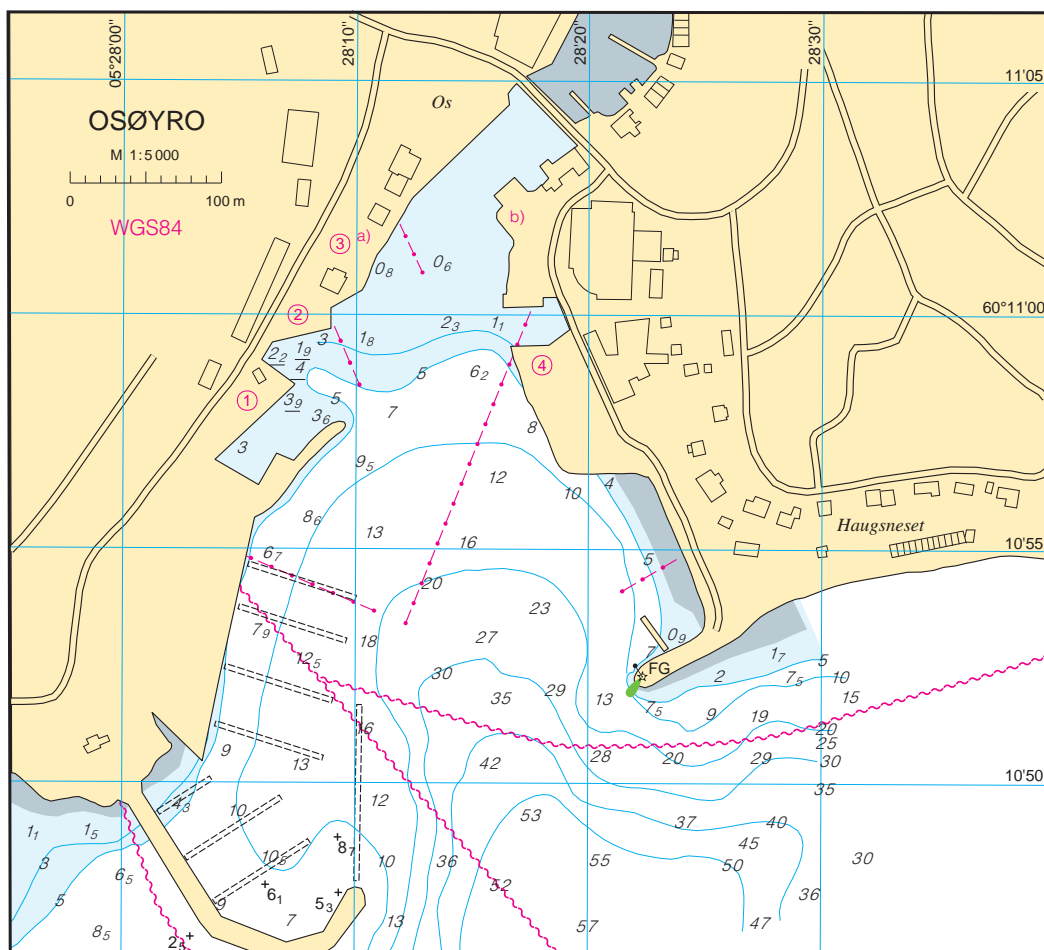 05°28'00"
28'10"
28'20"
28'30"
11'05
Os
OSØYRO
M 1:5 000
0 100 m
WGS84
b)
3 a)
0₈ 0₆
2
60°11'00
3 1₈ 2₃ 1₁
2₂ 1₉
4
5 6₂ 4
1 3₉ 5 7
3₆ 8
3 9₅ 12
10 4
8₆ 13 16
Haugsneset
10'55
6₇ 5
20
23
7₉ 18 27 0₉
12₅ 7 1₇ 5
30 29 FG 2 7₅ 10
35 13 7₅ 9 19 15
16 20
9 25
13 42 28 20 29 30
10'50
35
4₃ 10 12 53 37 40
8₇ 45
10₅ 10 36 55 50 30
6₁ 5₃ 52 36
9 7 13 57 47
1₁ 1₅
3 6₅
5
8₅ 2₅